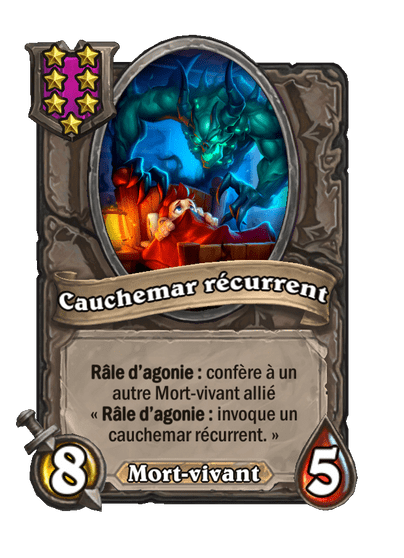 Cauchemar récurrent
Râle d’agonie : confère à un
autre Mort-vivant allié
« Râle d’agonie : invoque un
cauchemar récurrent. »
8
Mort-vivant
5